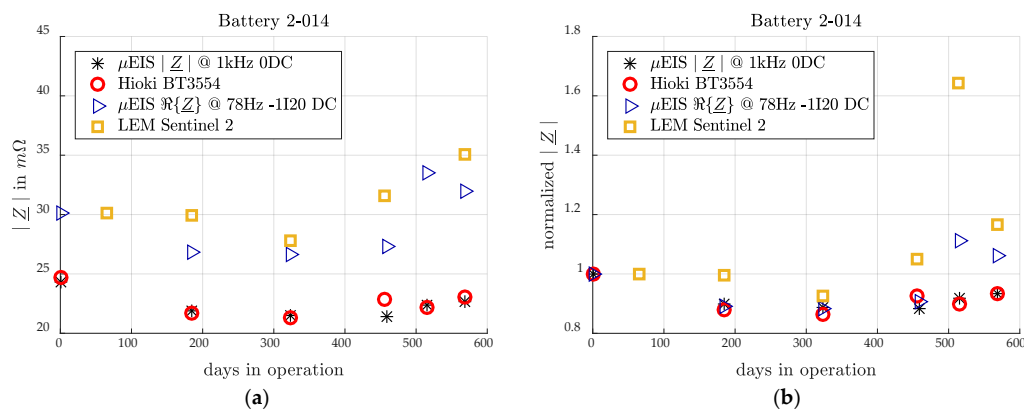 Battery 2-014
45
40
35
30
25
20
0 100 200 300 400 500 600
| Z | in mΩ
days in operation
μEIS | Z | @ 1kHz 0DC
Hioki BT3554
μEIS ℜ{Z} @ 78Hz -1I20 DC
LEM Sentinel 2
(a)
Battery 2-014
1.8
1.6
1.4
1.2
1
0.8
0 100 200 300 400 500 600
normalized | Z |
days in operation
μEIS | Z | @ 1kHz 0DC
Hioki BT3554
μEIS ℜ{Z} @ 78Hz -1I20 DC
LEM Sentinel 2
(b)